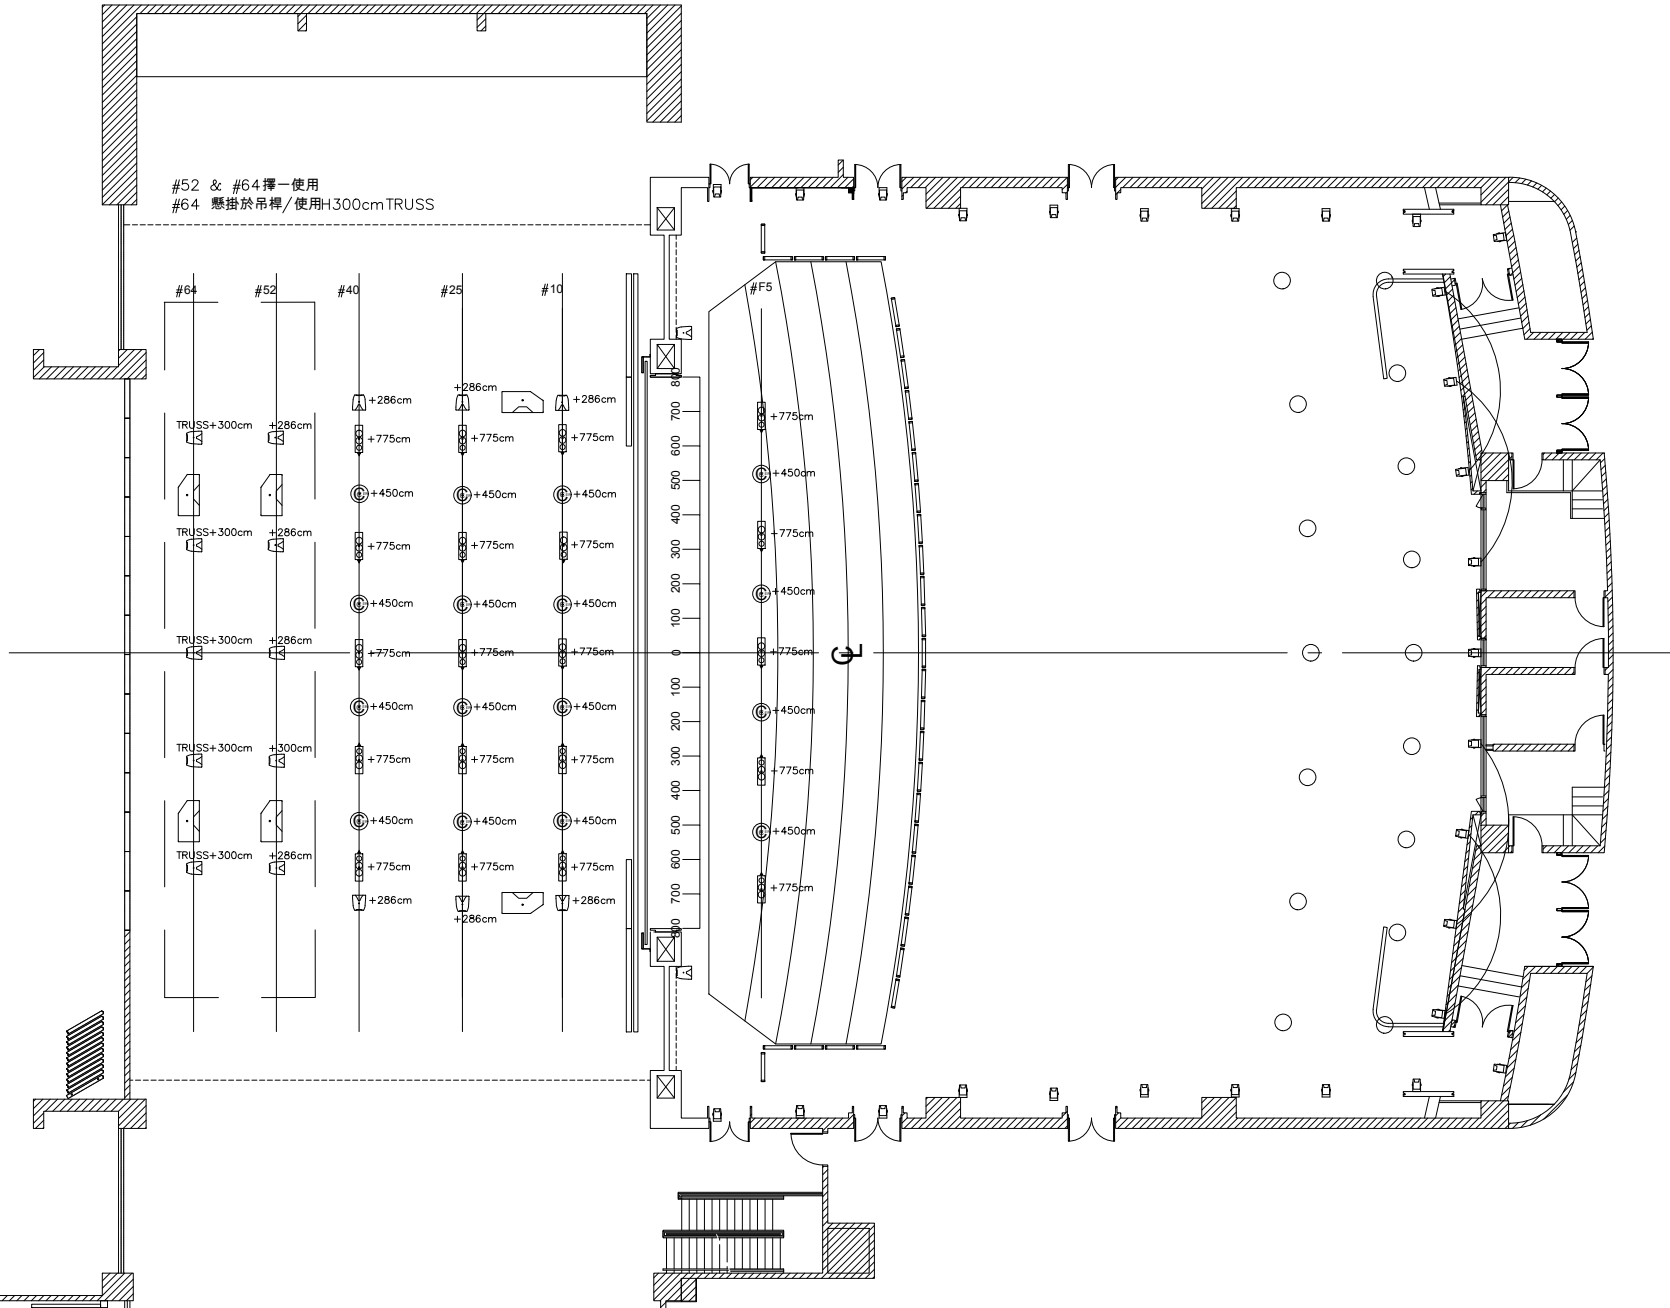 #52 & #64擇一使用
#64 懸掛於吊桿/使用H300cmTRUSS
#64
#52
#40
#25
#10
#F5
+286cm
+286cm
+286cm
TRUSS+300cm
+286cm
+775cm
+775cm
+775cm
+775cm
+450cm
+450cm
+450cm
+450cm
TRUSS+300cm
+286cm
+775cm
+775cm
+775cm
+775cm
+450cm
+450cm
+450cm
+450cm
TRUSS+300cm
+286cm
+775cm
+775cm
+775cm
+775cm
+450cm
+450cm
+450cm
+450cm
TRUSS+300cm
+300cm
+775cm
+775cm
+775cm
+775cm
+450cm
+450cm
+450cm
+450cm
TRUSS+300cm
+286cm
+775cm
+775cm
+775cm
+775cm
+286cm
+286cm
+286cm
800
700
600
500
400
300
200
100
0
100
200
300
400
500
600
700
800
CL